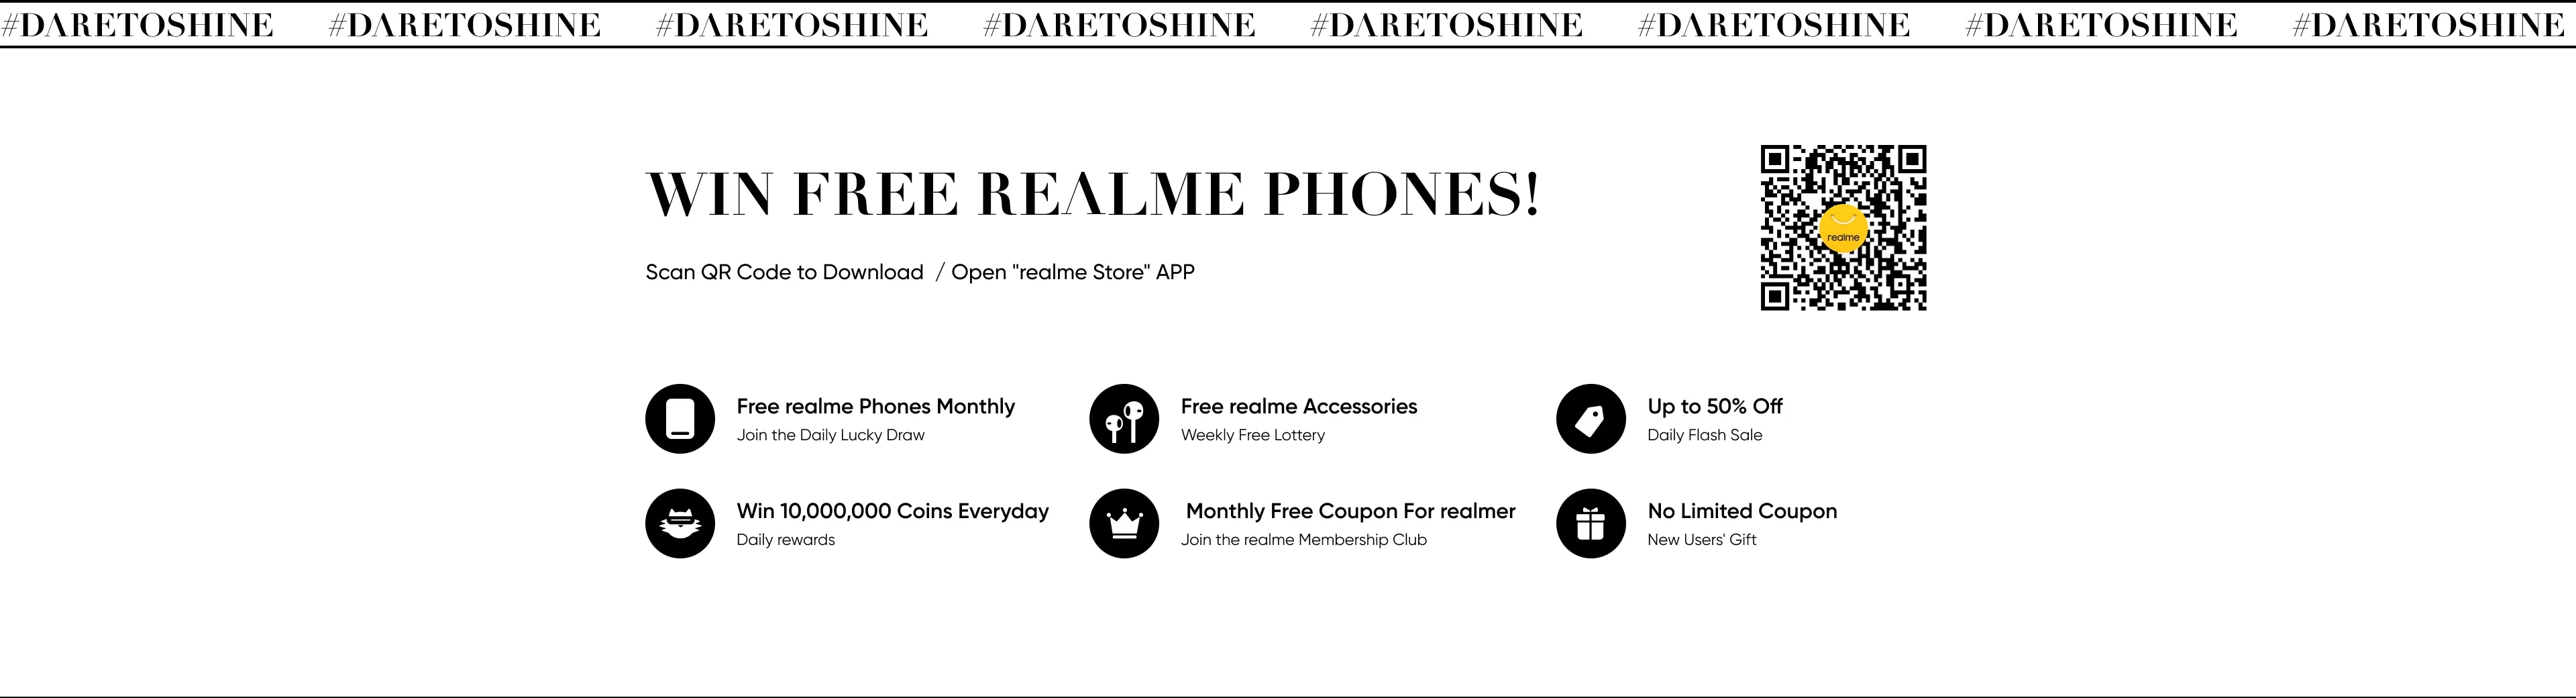 #DARETOSHINE #DARETOSHINE #DARETOSHINE #DARETOSHINE #DARETOSHINE #DARETOSHINE #DARETOSHINE #DARETOSHINE
WIN FREE REALME PHONES!
Scan QR Code to Download / Open "realme Store" APP
realme
Free realme Phones Monthly
Join the Daily Lucky Draw
Free realme Accessories
Weekly Free Lottery
Up to 50% Off
Daily Flash Sale
Win 10,000,000 Coins Everyday
Daily rewards
Monthly Free Coupon For realmer
Join the realme Membership Club
No Limited Coupon
New Users' Gift